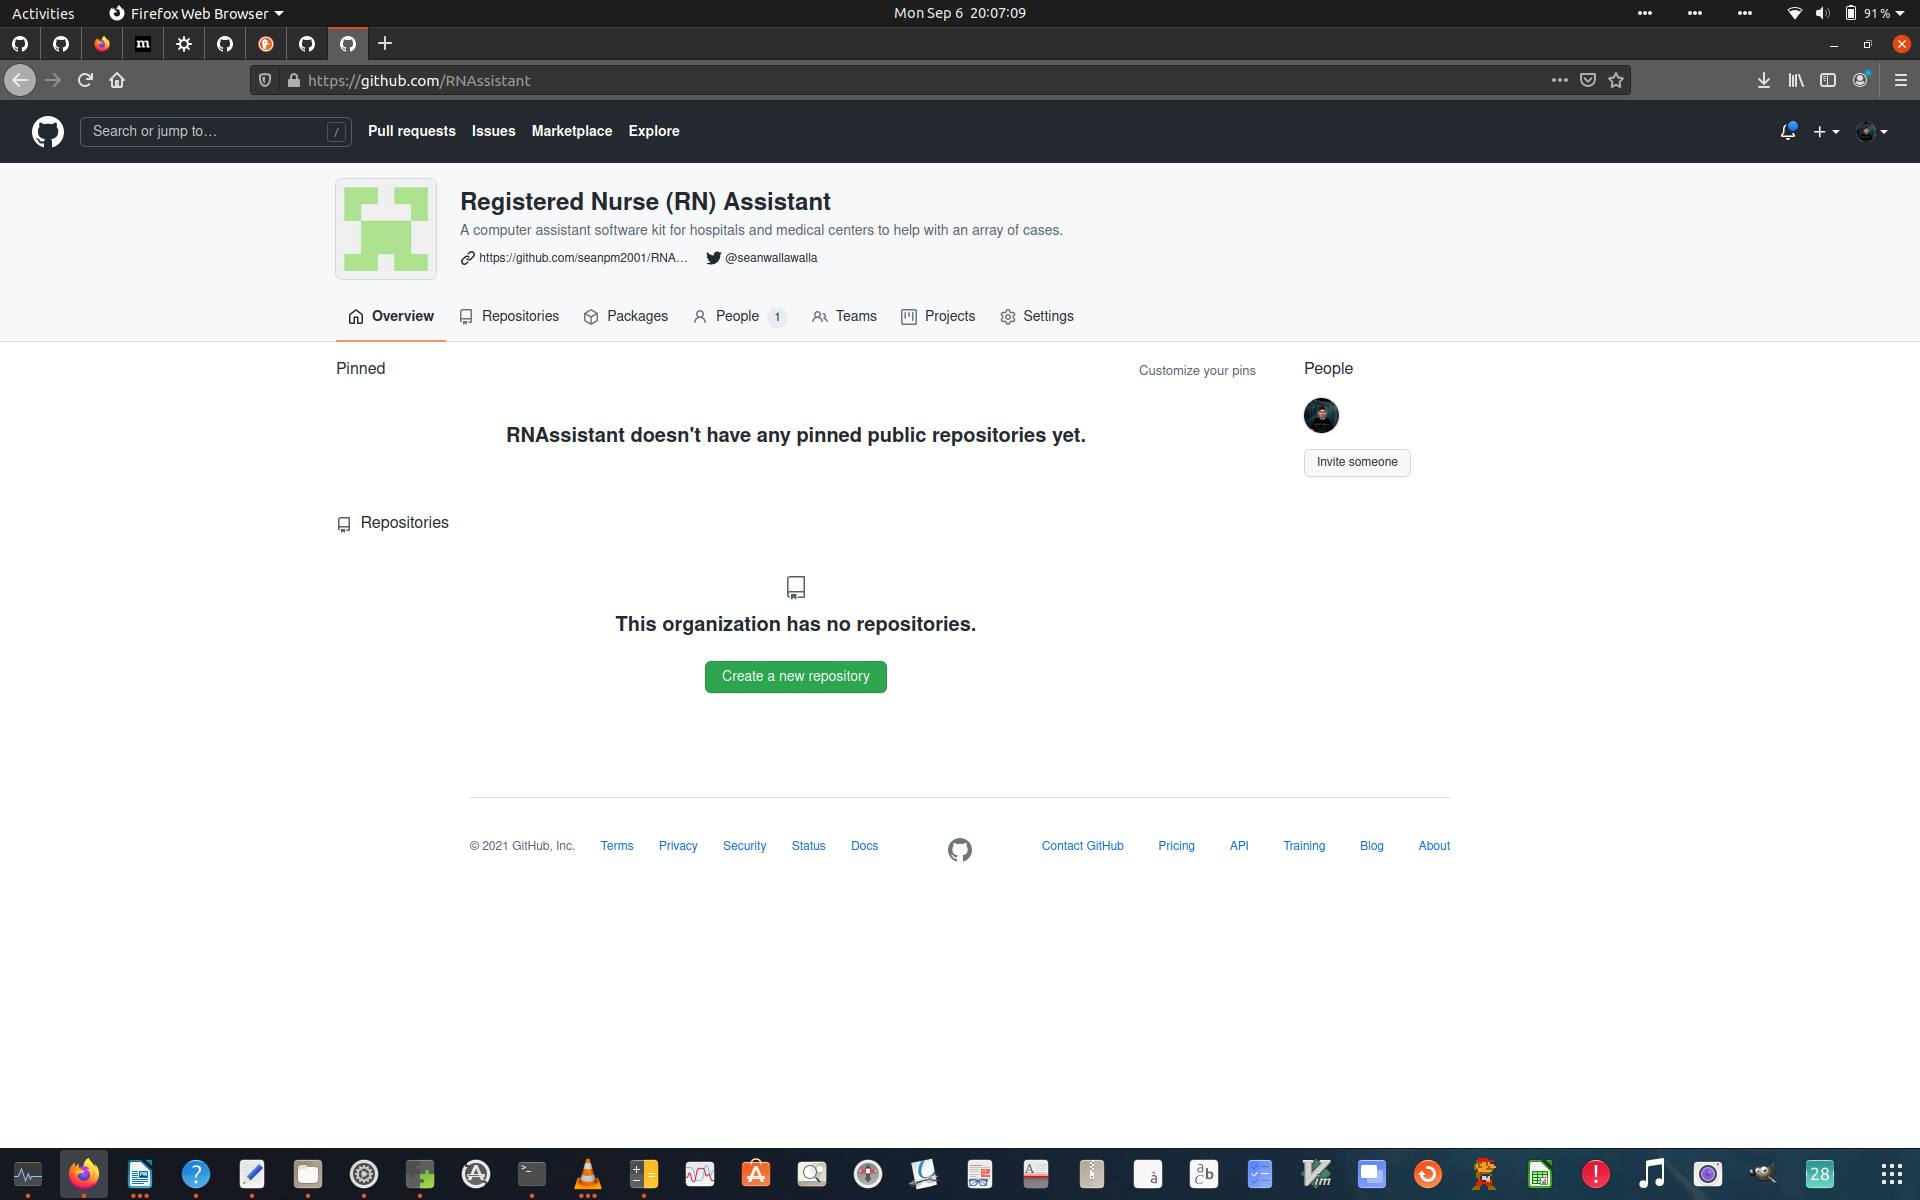 Activities Firefox Web Browser Mon Sep 6 20:07:09 91 %
m
https://github.com/RNAssistant
Search or jump to… / Pull requests Issues Marketplace Explore
Registered Nurse (RN) Assistant
A computer assistant software kit for hospitals and medical centers to help with an array of cases.
https://github.com/seanpm2001/RNA… @seanwallawalla
Overview Repositories Packages People 1 Teams Projects Settings
Pinned Customize your pins People
RNAssistant doesn't have any pinned public repositories yet.
Invite someone
Repositories
This organization has no repositories.
Create a new repository
© 2021 GitHub, Inc. Terms Privacy Security Status Docs Contact GitHub Pricing API Training Blog About
28